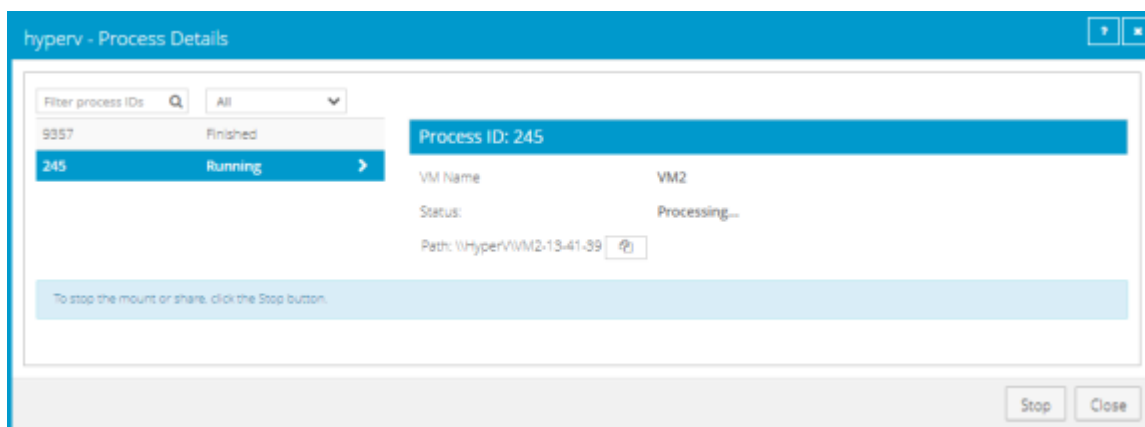 hyperv - Process Details
?
Filter process IDs
All
9357 Finished
245 Running
Process ID: 245
VM Name VM2
Status: Processing...
Path: \\HyperV\VM2-13-41-39
To stop the mount or share, click the Stop button.
Stop Close